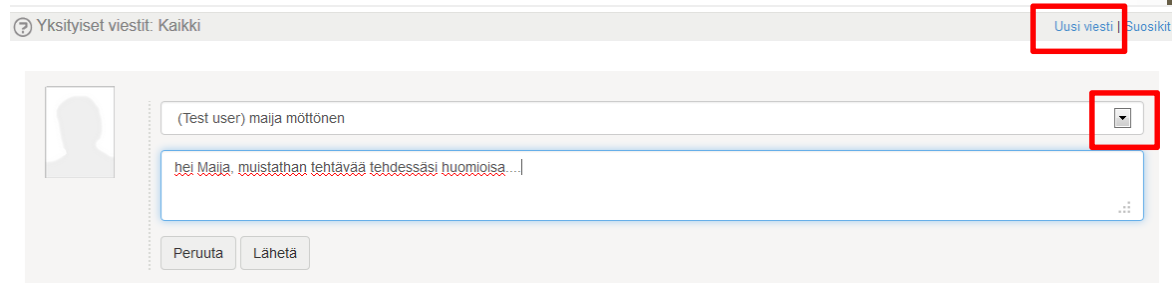 ? Yksityiset viestit: Kaikki
Uusi viesti | Suosikit
(Test user) maija möttönen
hei Maija, muistathan tehtävää tehdessäsi huomioisa....
Peruuta Lähetä